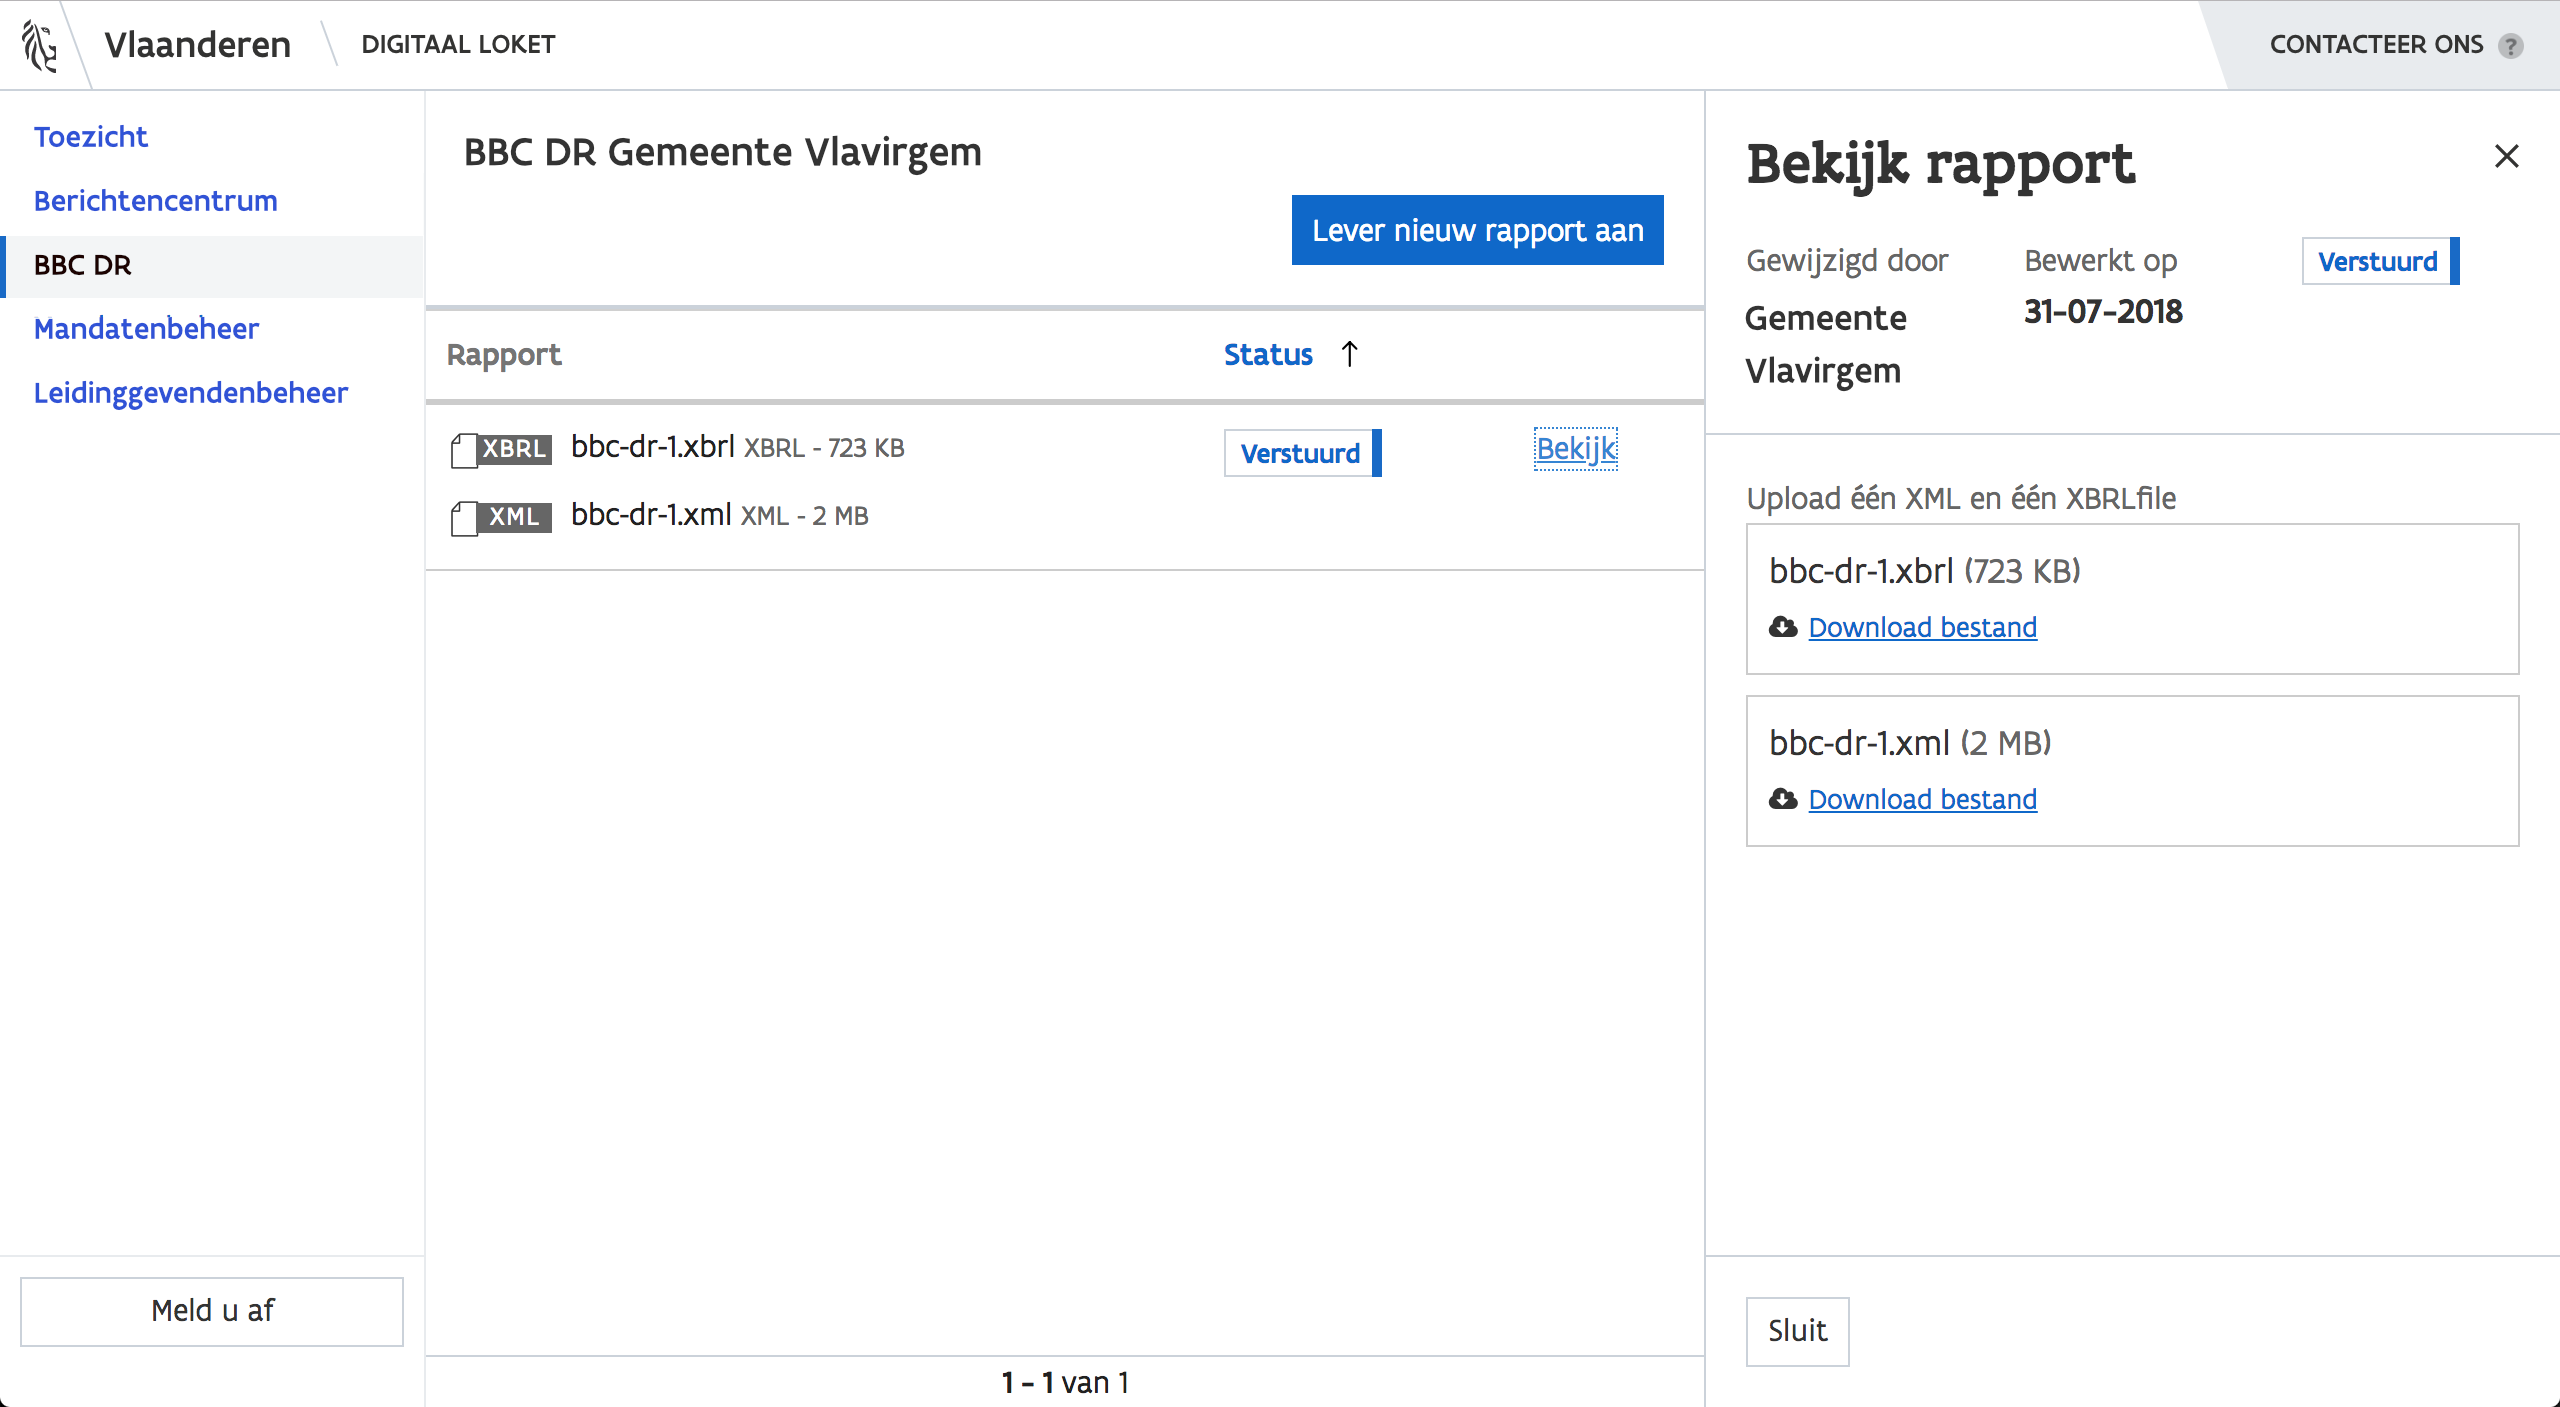 Vlaanderen
DIGITAAL LOKET
CONTACTEER ONS ?
Toezicht
Berichtencentrum
BBC DR
Mandatenbeheer
Leidinggevendenbeheer
Meld u af
BBC DR Gemeente Vlavirgem
Lever nieuw rapport aan
Rapport
Status ↑
XBRL bbc-dr-1.xbrl XBRL - 723 KB
Verstuurd
Bekijk
XML bbc-dr-1.xml XML - 2 MB
1 - 1 van 1
Bekijk rapport
Gewijzigd door
Gemeente
Vlavirgem
Bewerkt op
31-07-2018
Verstuurd
Upload één XML en één XBRLfile
bbc-dr-1.xbrl (723 KB)
Download bestand
bbc-dr-1.xml (2 MB)
Download bestand
Sluit